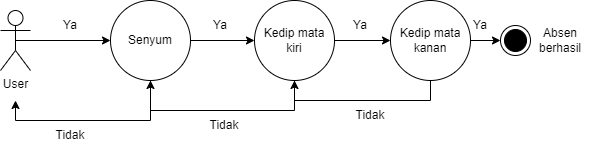 Ya
Ya
Ya
Ya
Senyum
Kedip mata
kiri
Kedip mata
kanan
Absen
berhasil
User
Tidak
Tidak
Tidak